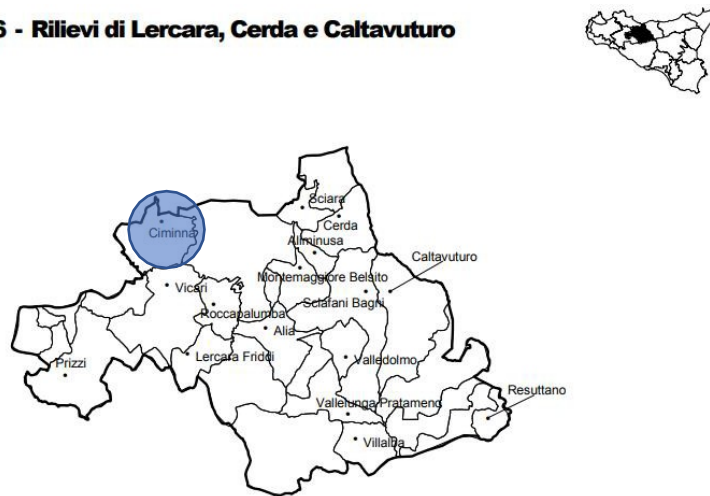 6 - Rilievi di Lercara, Cerda e Caltavuturo
Sciara
Cerda
Ciminna
Aliminusa
Caltavuturo
Montemaggiore Belsito
Vicari
Sclafani Bagni
Roccapalumba
Alia
Lercara Friddi
Valledolmo
Prizzi
Resuttano
Vallelunga Pratameno
Villalba